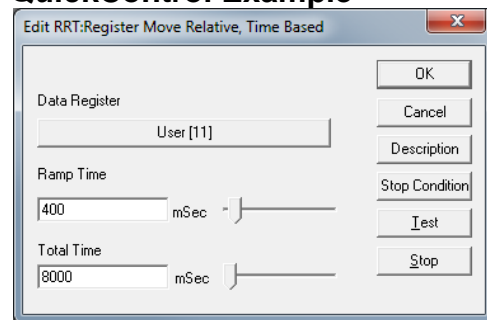 QuickControl Example
Edit RRT:Register Move Relative, Time Based
OK
Data Register
Cancel
User [11]
Description
Ramp Time
Stop Condition
400 mSec
Test
Total Time
Stop
8000 mSec